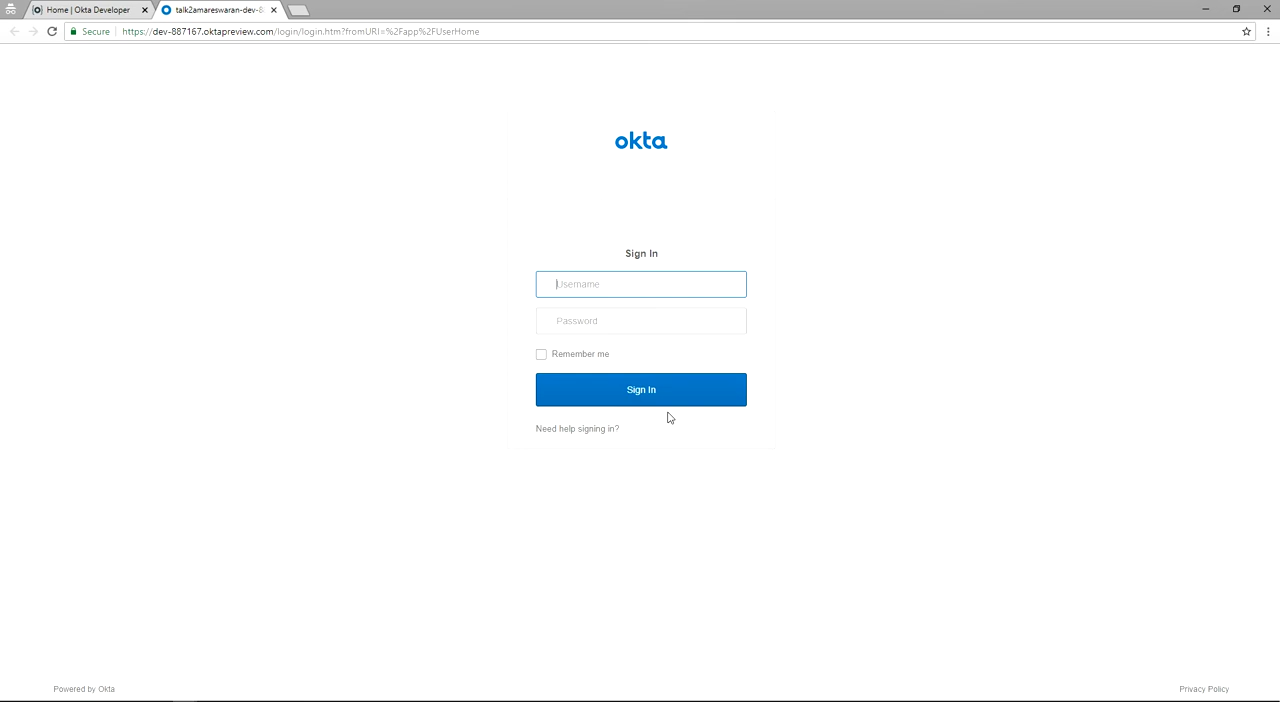 Home | Okta Developer
talk2amareswaran-dev-8
Secure https://dev-887167.oktapreview.com/login/login.htm?fromURI=%2Fapp%2FUserHome
okta
Sign In
Username
Password
Remember me
Sign In
Need help signing in?
Powered by Okta Privacy Policy